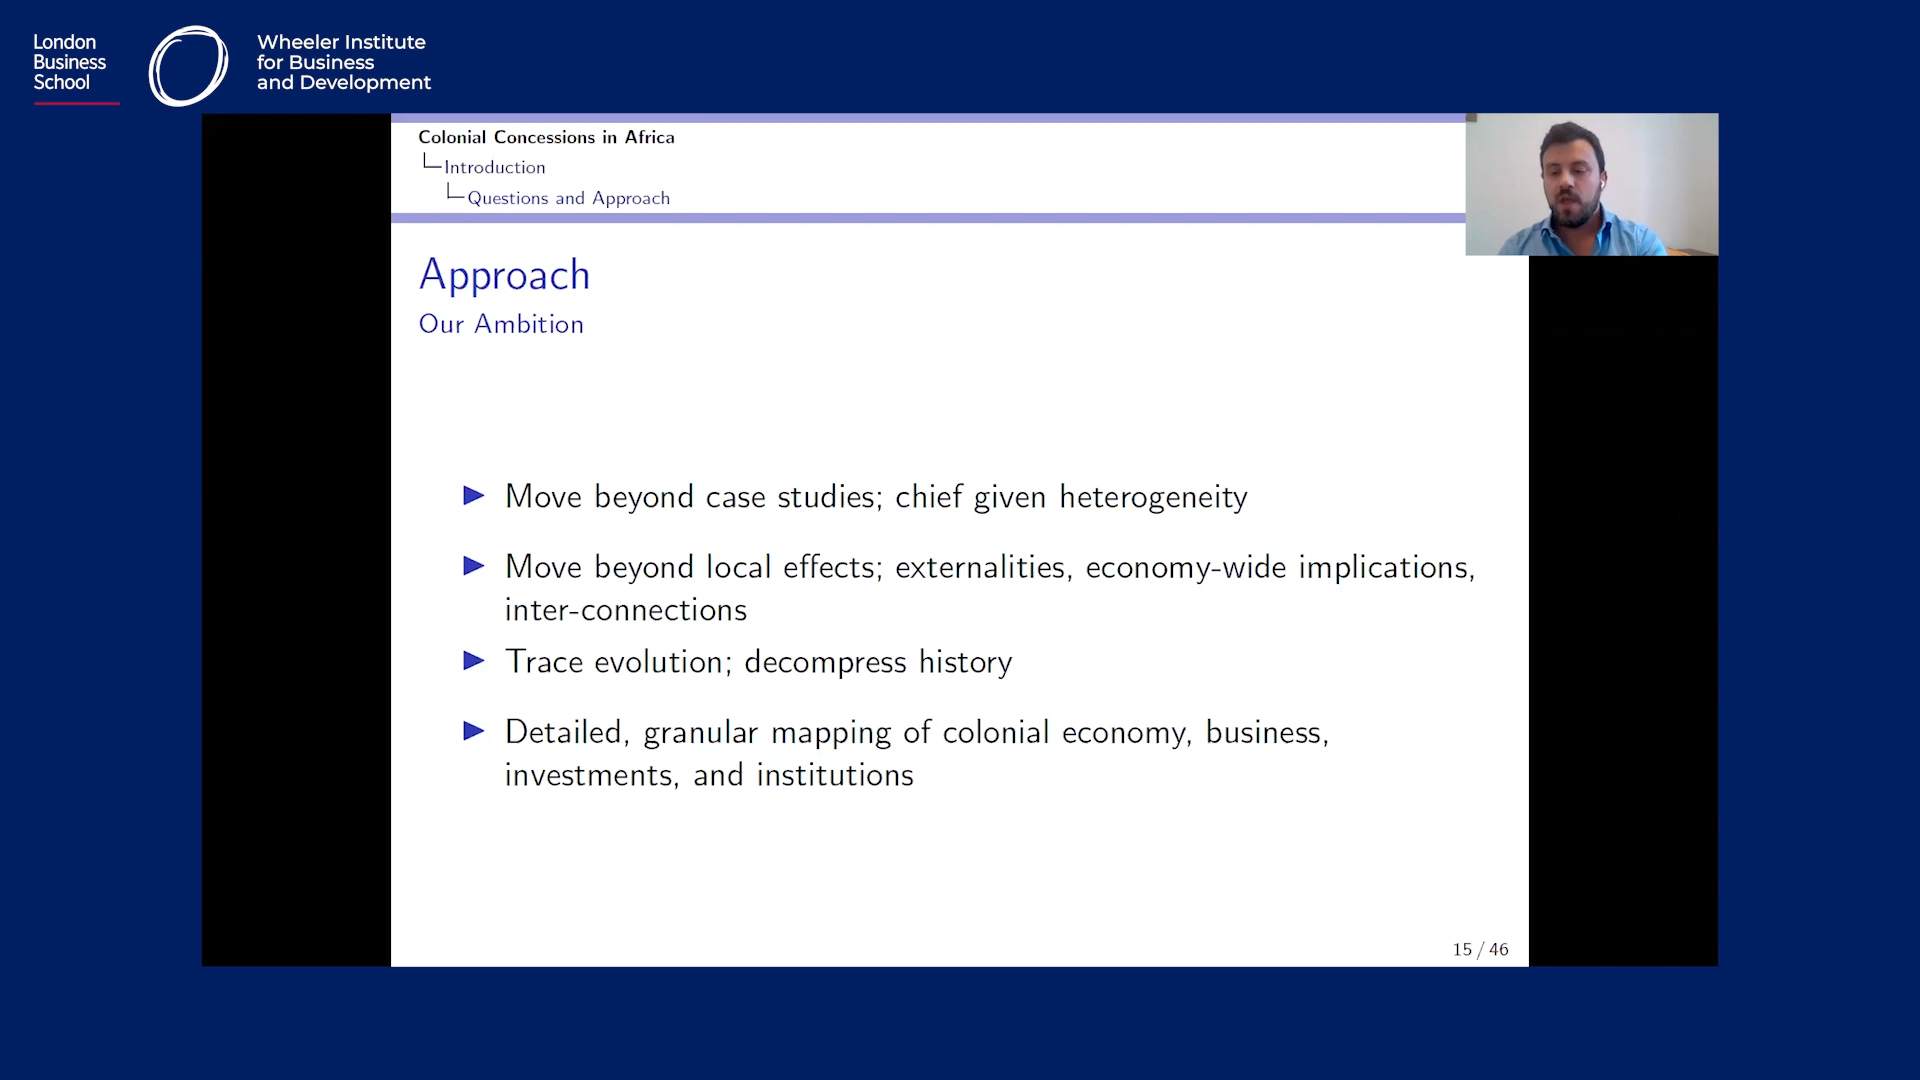 London
Business
School
Wheeler Institute
for Business
and Development
Colonial Concessions in Africa
Introduction
Questions and Approach
Approach
Our Ambition
Move beyond case studies; chief given heterogeneity
Move beyond local effects; externalities, economy-wide implications,
inter-connections
Trace evolution; decompress history
Detailed, granular mapping of colonial economy, business,
investments, and institutions
15 / 46